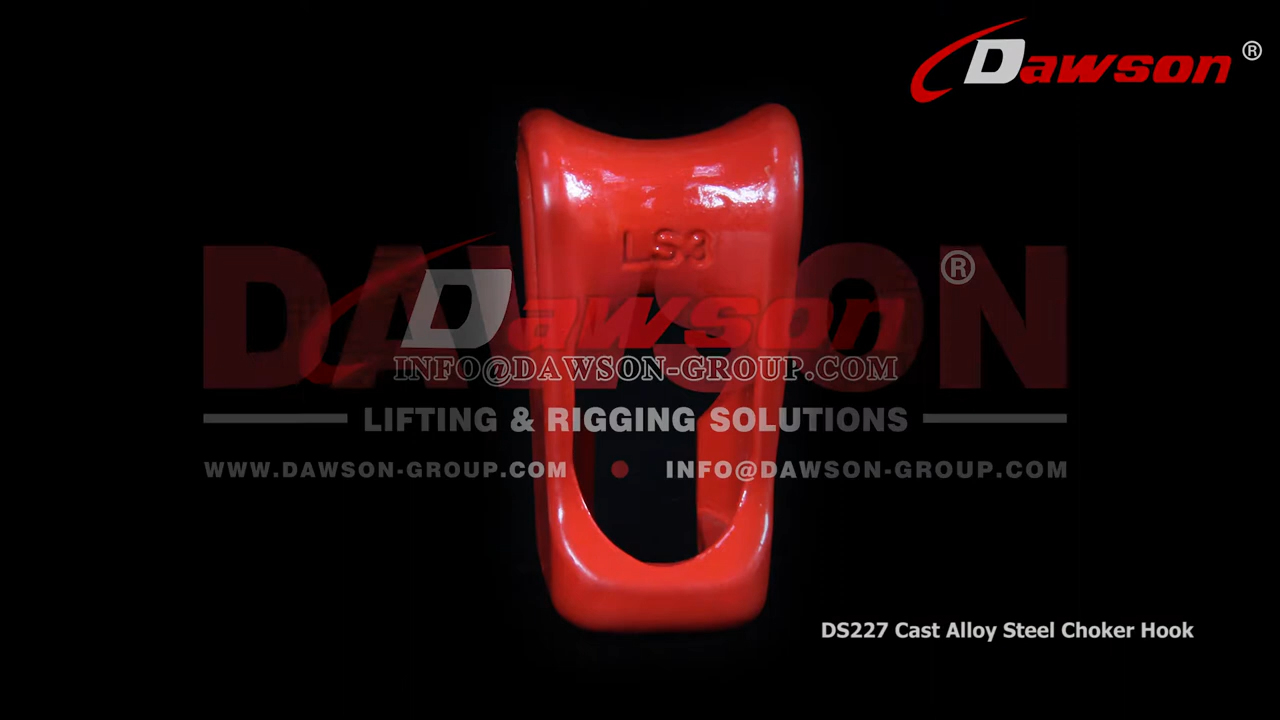 Dawson®
LS3
DAWSON®
Dawson
INFO@DAWSON-GROUP.COM
LIFTING & RIGGING SOLUTIONS
WWW.DAWSON-GROUP.COM • INFO@DAWSON-GROUP.COM
DS227 Cast Alloy Steel Choker Hook